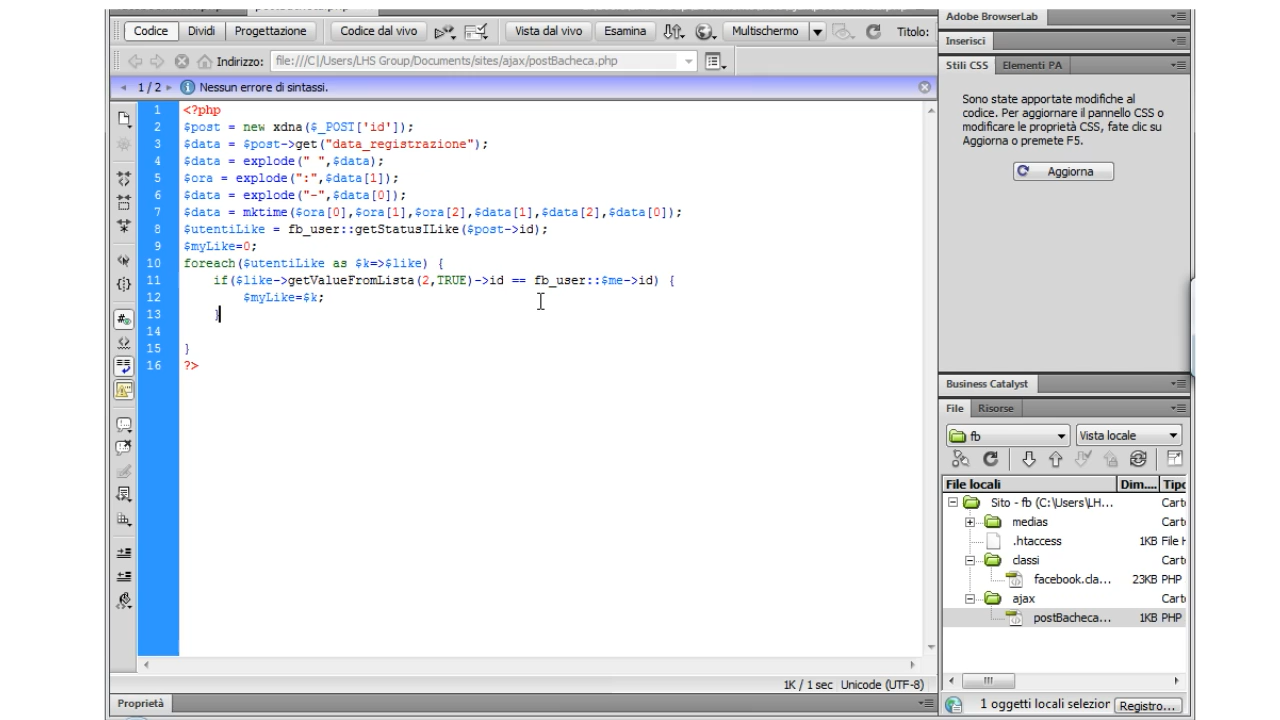 Codice Dividi Progettazione Codice dal vivo Vista dal vivo Esamina Multischermo Titolo:
Indirizzo: file:///C|/Users/LHS Group/Documents/sites/ajax/postBacheca.php
1 / 2 Nessun errore di sintassi.
1 <?php
2 $post = new xdna($_POST['id']);
3 $data = $post->get("data_registrazione");
4 $data = explode(" ",$data);
5 $ora = explode(":",$data[1]);
6 $data = explode("-",$data[0]);
7 $data = mktime($ora[0],$ora[1],$ora[2],$data[1],$data[2],$data[0]);
8 $utentiLike = fb_user::getStatusILike($post->id);
9 $myLike=0;
10 foreach($utentiLike as $k=>$like) {
11 if($like->getValueFromLista(2,TRUE)->id == fb_user::$me->id) {
12 $myLike=$k;
13 }
14
15 }
16 ?>
1K / 1 sec Unicode (UTF-8)
Proprietà
Adobe BrowserLab
Inserisci
Stili CSS Elementi PA
Sono state apportate modifiche al
codice. Per aggiornare il pannello CSS o
modificare le proprietà CSS, fate clic su
Aggiorna o premete F5.
Aggiorna
Business Catalyst
File Risorse
fb Vista locale
File locali Dim.... Tipo
Sito - fb (C:\Users\LH... Cart
medias Cart
.htaccess 1KB File H
classi Cart
facebook.cla... 23KB PHP
ajax Cart
postBacheca... 1KB PHP
1 oggetti locali selezior Registro...